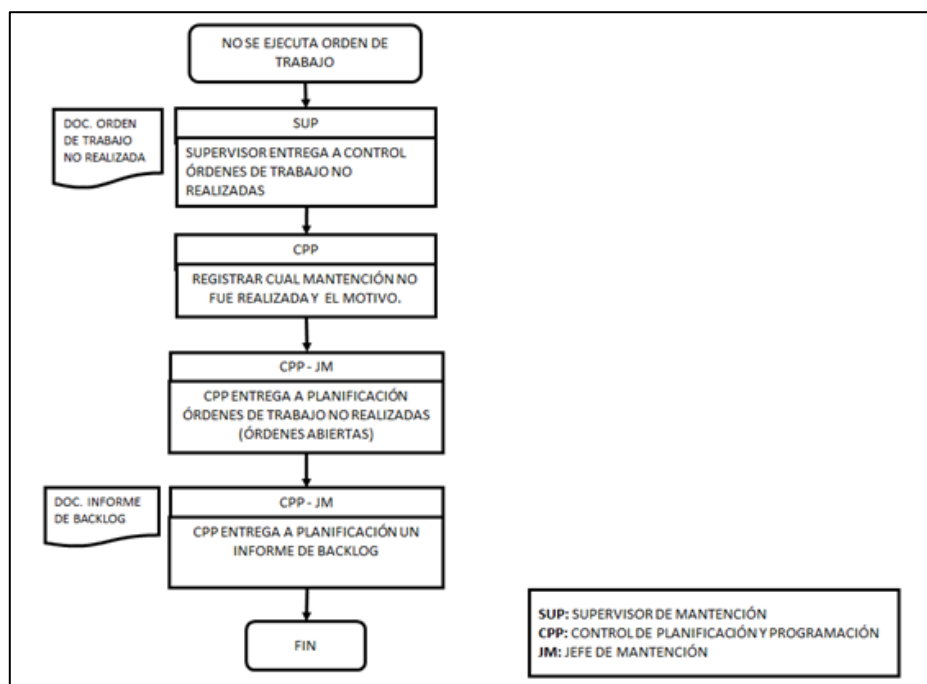 NO SE EJECUTA ORDEN DE
TRABAJO
DOC. ORDEN
DE TRABAJO
NO REALIZADA
SUP
SUPERVISOR ENTREGA A CONTROL
ÓRDENES DE TRABAJO NO
REALIZADAS
CPP
REGISTRAR CUAL MANTENCIÓN NO
FUE REALIZADA Y EL MOTIVO.
CPP - JM
CPP ENTREGA A PLANIFICACIÓN
ÓRDENES DE TRABAJO NO REALIZADAS
(ÓRDENES ABIERTAS)
DOC. INFORME
DE BACKLOG
CPP - JM
CPP ENTREGA A PLANIFICACIÓN UN
INFORME DE BACKLOG
FIN
SUP: SUPERVISOR DE MANTENCIÓN
CPP: CONTROL DE PLANIFICACIÓN Y PROGRAMACIÓN
JM: JEFE DE MANTENCIÓN